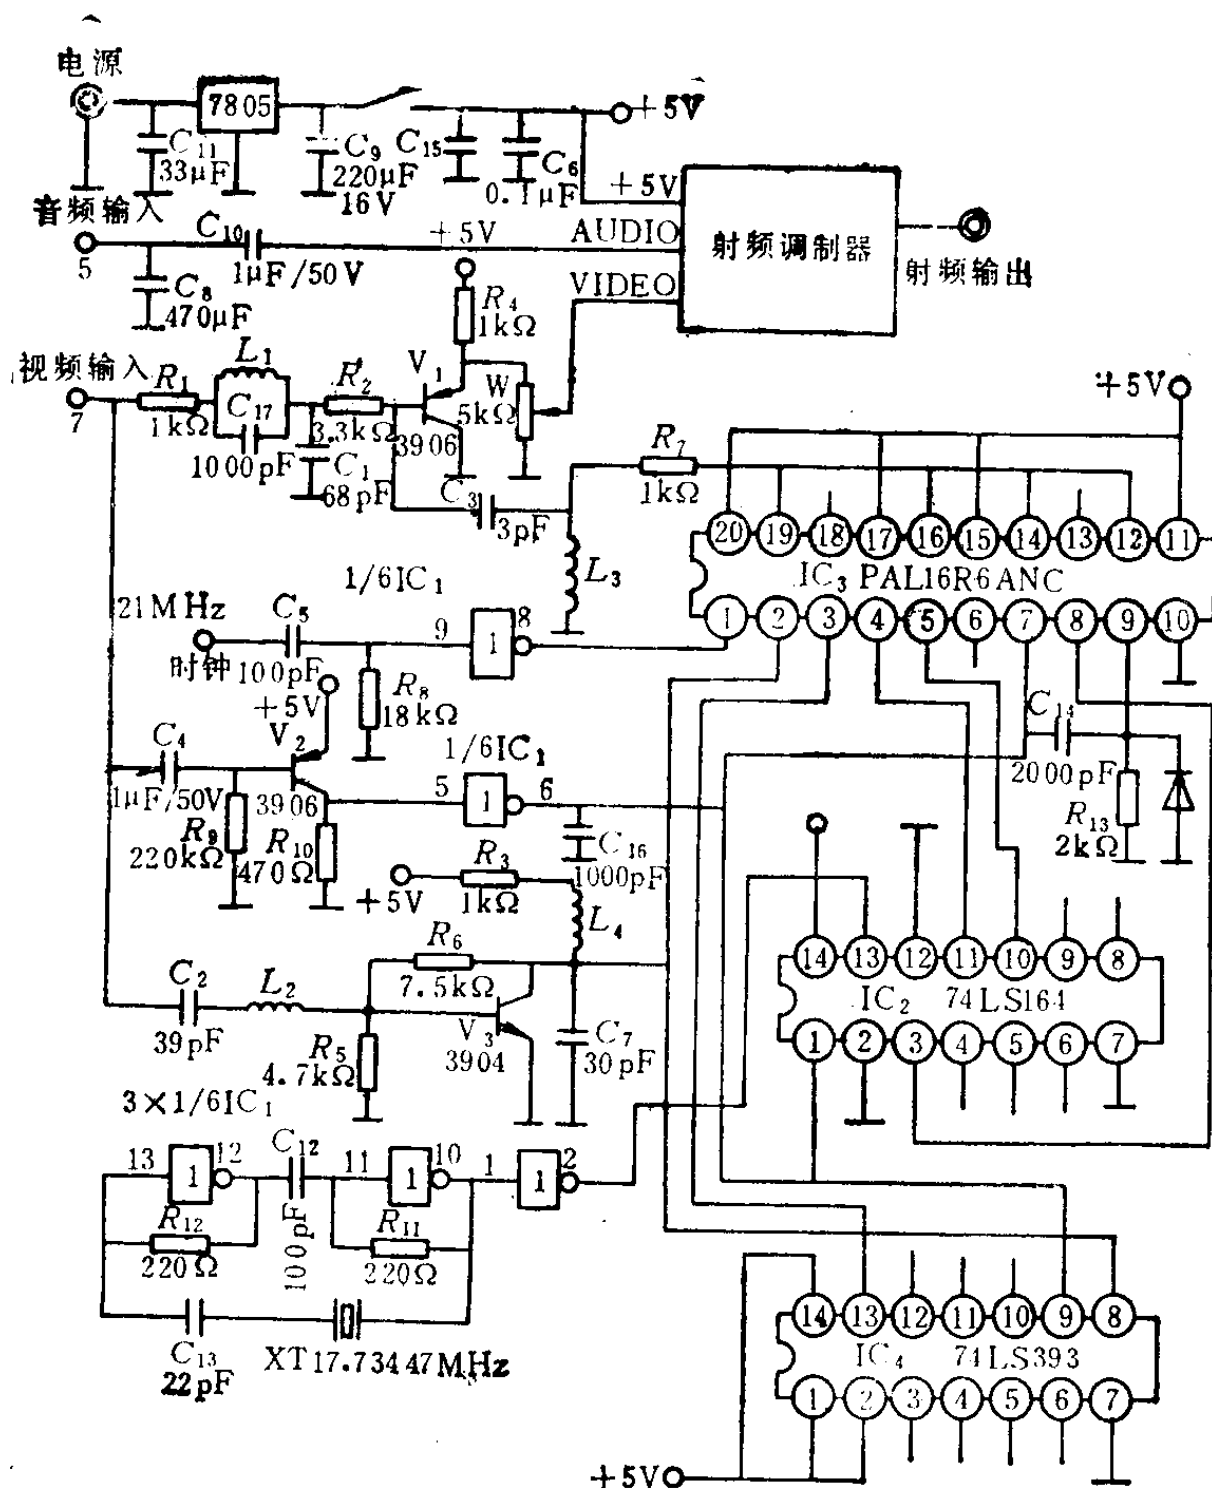 电源
7805
+5V
C11
33μF
C9
220μF
16V
C15
C6
0.1μF
+5V
音频输入
C10
+5V
AUDIO
射频调制器
5
1μF/50V
射频输出
C8
470μF
VIDEO
R4
1kΩ
视频输入
L1
V1
R1
R2
W
5kΩ
+5V
7
1kΩ
C17
3.3kΩ
3906
R7
1000pF
C1
68pF
1kΩ
C3
3pF
20 19 18 17 16 15 14 13 12 11
L3
1/6IC1
IC3 PAL16R6ANC
21MHz
C5
9
1
8
1 2 3 4 5 6 7 8 9 10
时钟
100pF
+5V
R8
18kΩ
C14
V2
C4
1/6IC1
2000pF
1μF/50V
3906
5
1
6
R13
2kΩ
R9
220kΩ
R10
470Ω
C16
1000pF
R3
+5V
1kΩ
L4
R6
7.5kΩ
14 13 12 11 10 9 8
C2
L2
IC2 74LS164
39pF
V3
3904
C7
30pF
R5
4.7kΩ
1 2 3 4 5 6 7
3×1/6IC1
C12
13
1
12
11
1
10
1
1
2
R12
220Ω
100pF
R11
220Ω
14 13 12 11 10 9 8
C13
22pF
XT17.73447MHz
IC4 74LS393
1 2 3 4 5 6 7
+5V